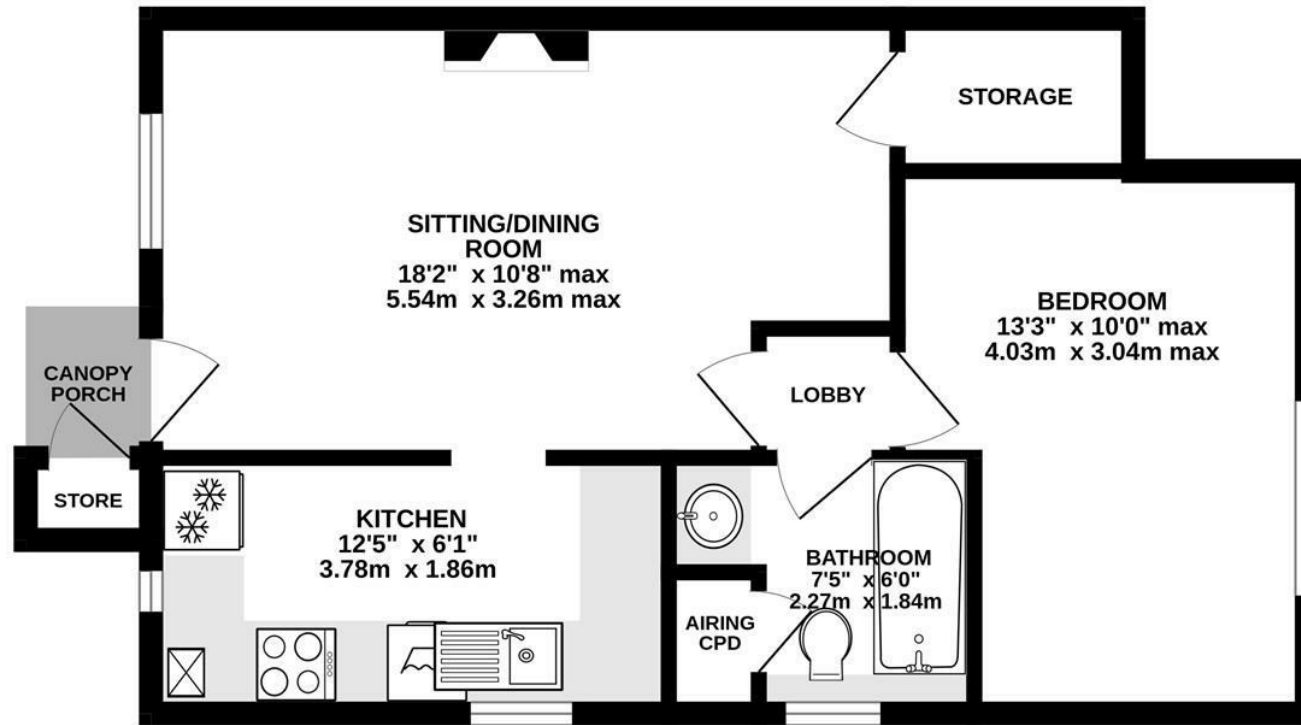 STORAGE
SITTING/DINING
ROOM
18'2" x 10'8" max
5.54m x 3.26m max
BEDROOM
13'3" x 10'0" max
4.03m x 3.04m max
CANOPY
PORCH
LOBBY
STORE
KITCHEN
12'5" x 6'1"
3.78m x 1.86m
BATHROOM
7'5" x 6'0"
2.27m x 1.84m
AIRING
CPD